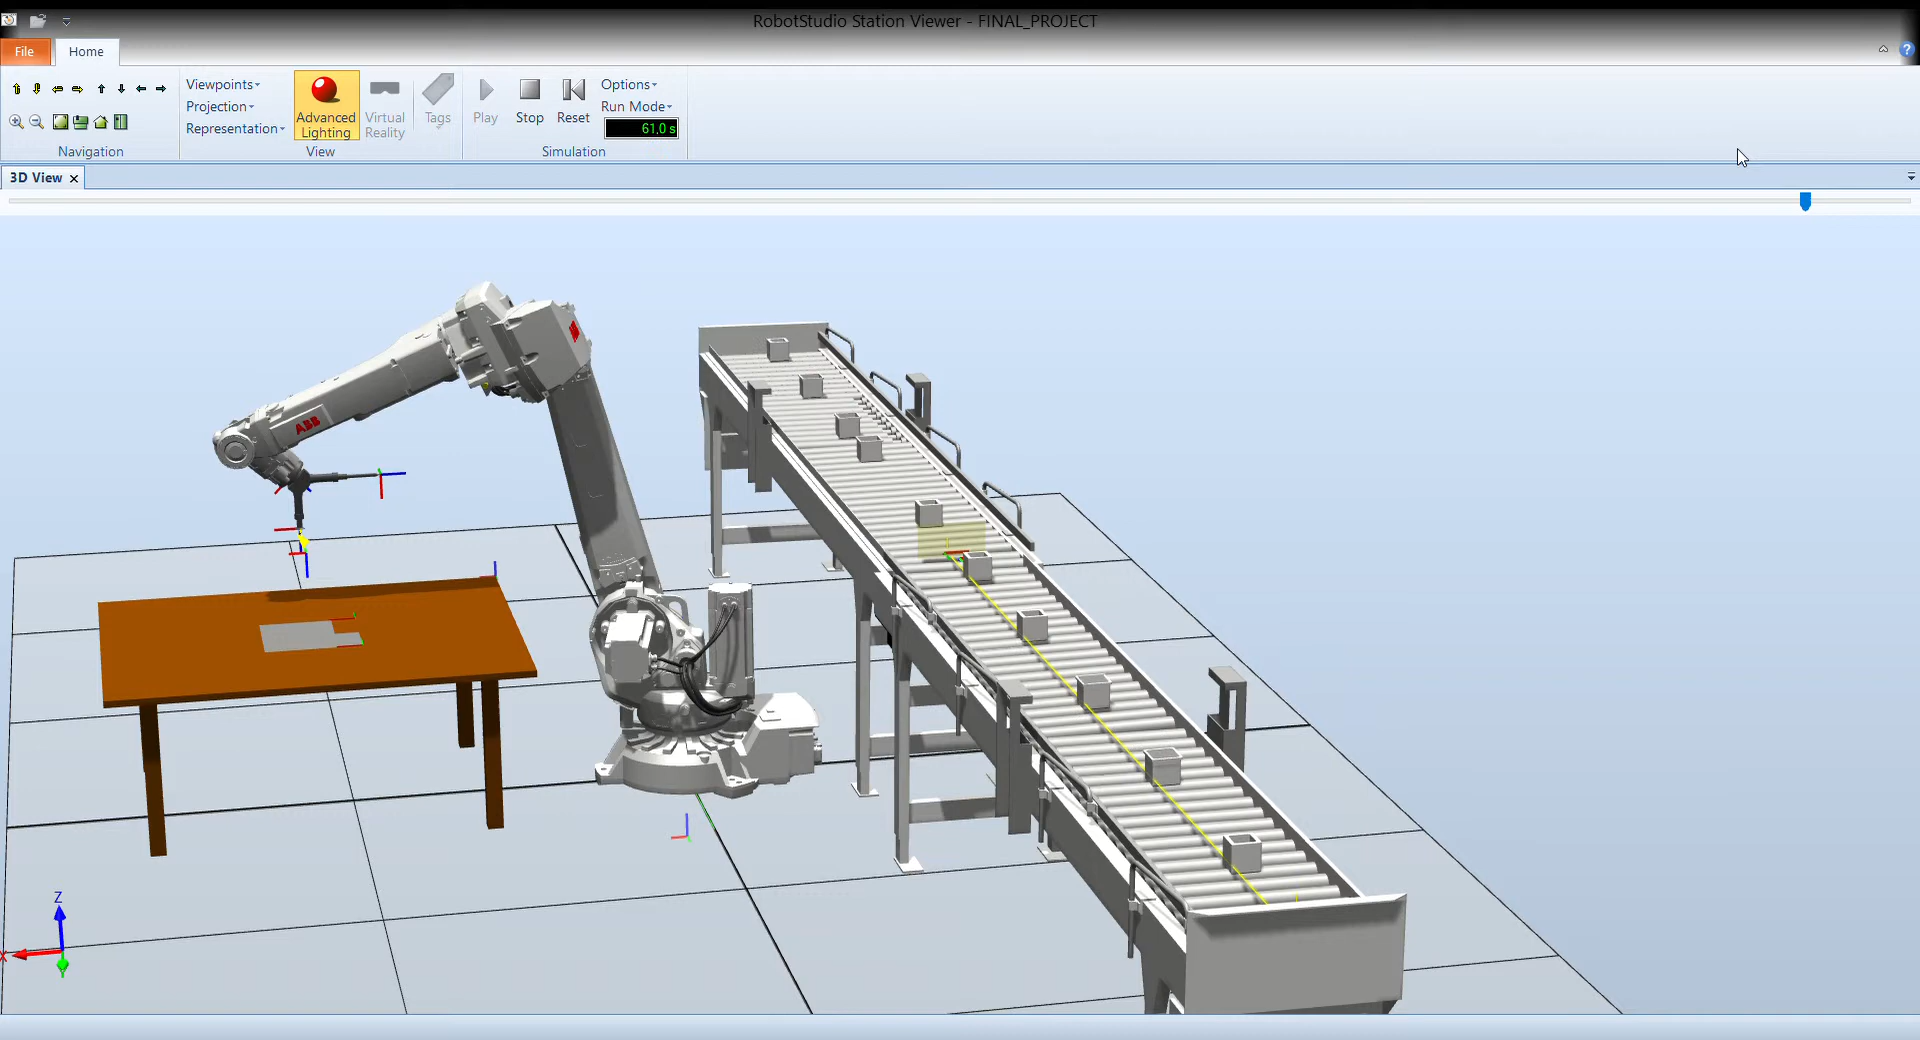 RobotStudio Station Viewer - FINAL_PROJECT
File
Home
Viewpoints
Projection
Representation
Advanced
Lighting
Virtual
Reality
Tags
Play
Stop
Reset
Options
Run Mode
61,0 s
Navigation
View
Simulation
3D View
ABB
Z
X